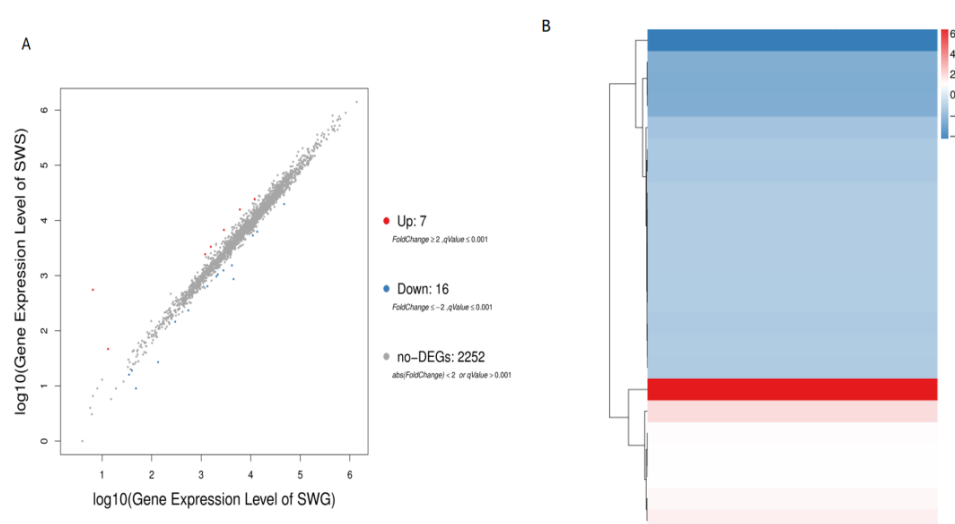 A
log10(Gene Expression Level of SWS)
6
5
4
3
2
1
0
1 2 3 4 5 6
log10(Gene Expression Level of SWG)
Up: 7
FoldChange ≥ 2 ,qValue ≤ 0.001
Down: 16
FoldChange ≤ −2 ,qValue ≤ 0.001
no−DEGs: 2252
abs(FoldChange) < 2 or qValue > 0.001
B
6
4
2
0